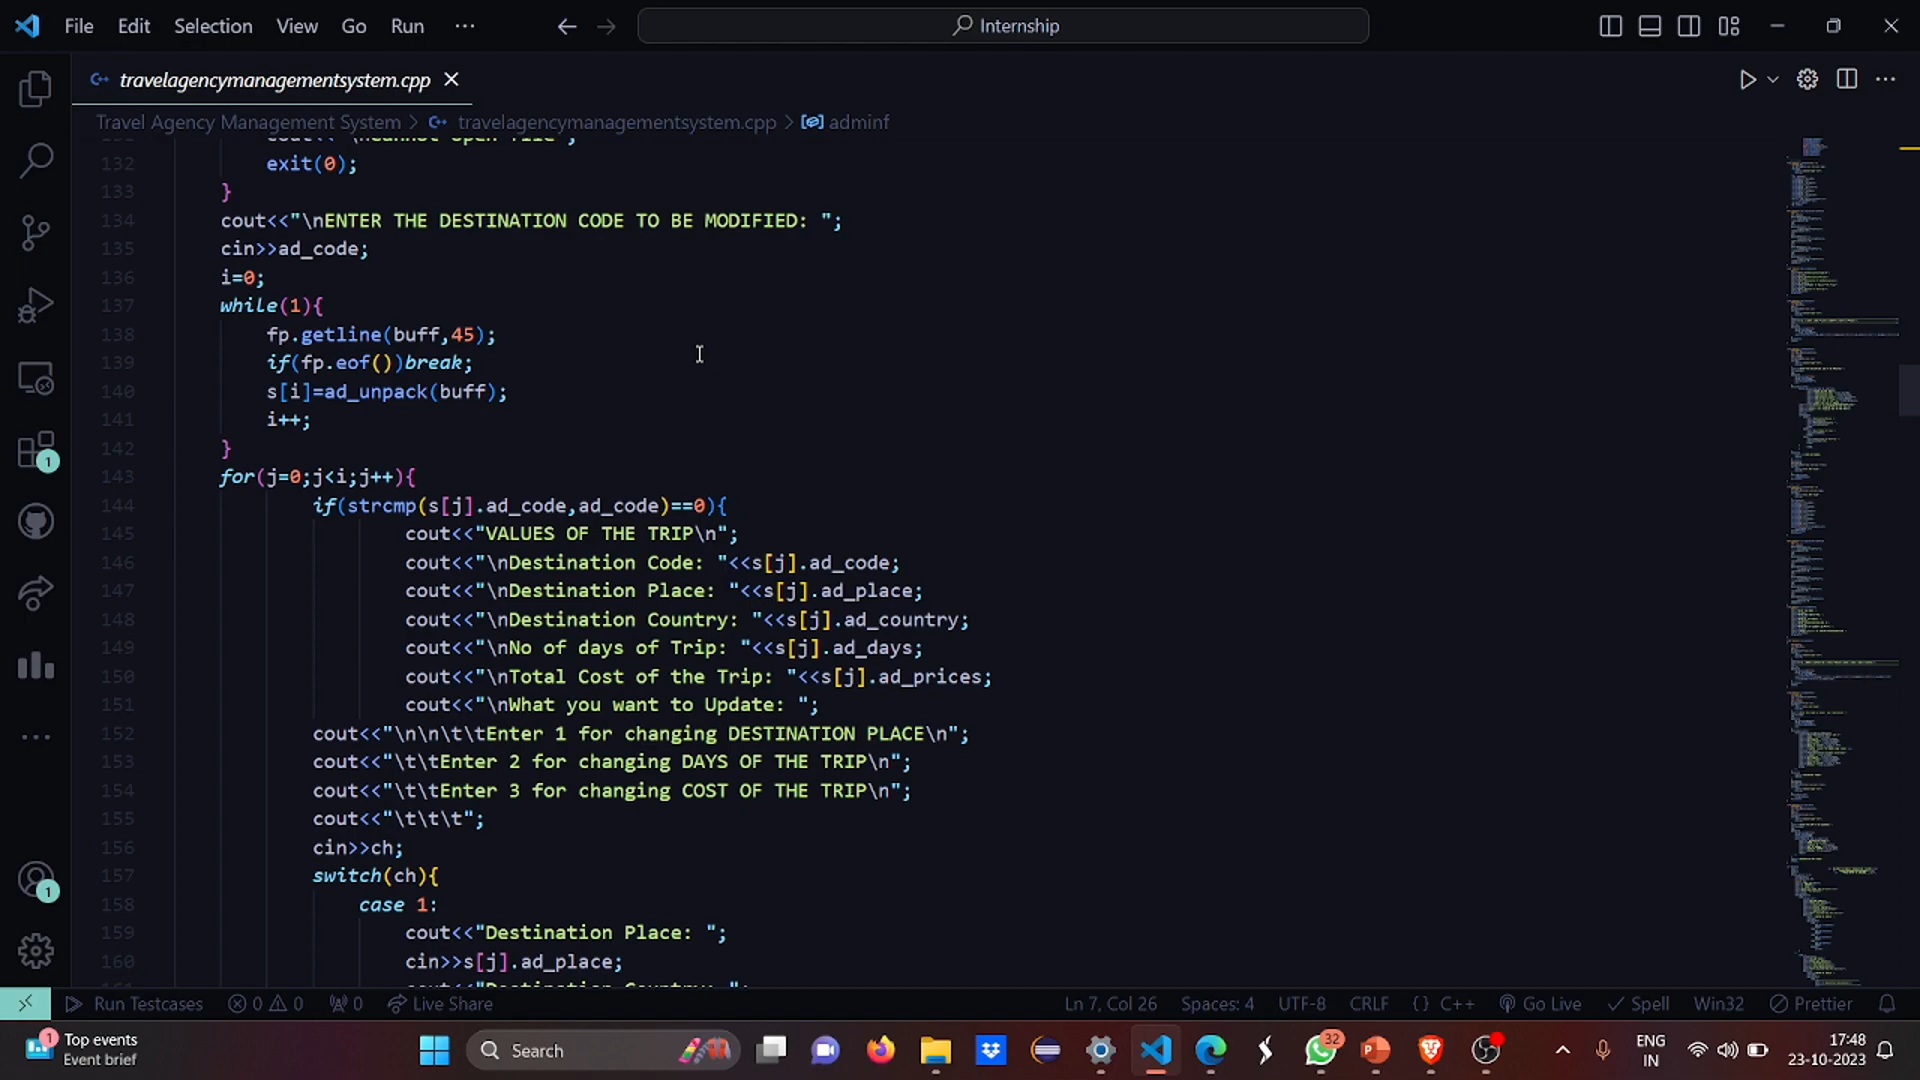 File Edit Selection View Go Run ...
Internship
travelagencymanagementsystem.cpp
Travel Agency Management System > travelagencymanagementsystem.cpp > adminf
132 exit(0);
133 }
134 cout<<"\nENTER THE DESTINATION CODE TO BE MODIFIED: ";
135 cin>>ad_code;
136 i=0;
137 while(1){
138 fp.getline(buff,45);
139 if(fp.eof())break;
140 s[i]=ad_unpack(buff);
141 i++;
142 }
143 for(j=0;j<i;j++){
144 if(strcmp(s[j].ad_code,ad_code)==0){
145 cout<<"VALUES OF THE TRIP\n";
146 cout<<"\nDestination Code: "<<s[j].ad_code;
147 cout<<"\nDestination Place: "<<s[j].ad_place;
148 cout<<"\nDestination Country: "<<s[j].ad_country;
149 cout<<"\nNo of days of Trip: "<<s[j].ad_days;
150 cout<<"\nTotal Cost of the Trip: "<<s[j].ad_prices;
151 cout<<"\nWhat you want to Update: ";
152 cout<<"\n\n\t\tEnter 1 for changing DESTINATION PLACE\n";
153 cout<<"\t\tEnter 2 for changing DAYS OF THE TRIP\n";
154 cout<<"\t\tEnter 3 for changing COST OF THE TRIP\n";
155 cout<<"\t\t\t";
156 cin>>ch;
157 switch(ch){
158 case 1:
159 cout<<"Destination Place: ";
160 cin>>s[j].ad_place;
1
1
Run Testcases 0 0 0 Live Share Ln 7, Col 26 Spaces: 4 UTF-8 CRLF {} C++ Go Live Spell Win32 Prettier
1
Top events
Event brief
Search
32
ENG
IN
17:48
23-10-2023